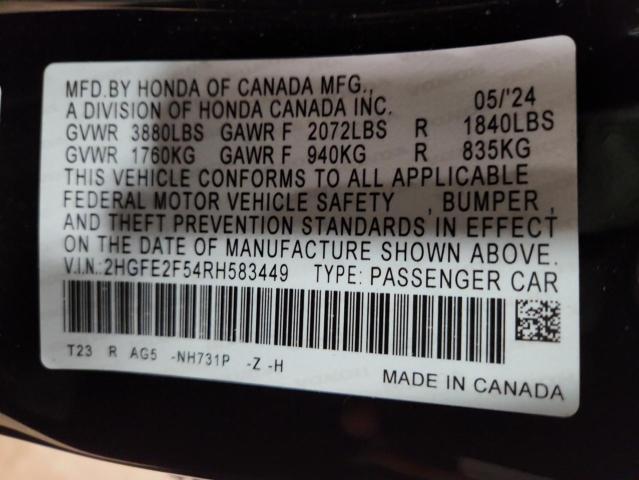 MFD.BY HONDA OF CANADA MFG.,
A DIVISION OF HONDA CANADA INC. 05/'24
GVWR 3880LBS GAWR F 2072LBS R 1840LBS
GVWR 1760KG GAWR F 940KG R 835KG
THIS VEHICLE CONFORMS TO ALL APPLICABLE
FEDERAL MOTOR VEHICLE SAFETY , BUMPER ,
AND THEFT PREVENTION STANDARDS IN EFFECT
ON THE DATE OF MANUFACTURE SHOWN ABOVE.
V.I.N.:2HGFE2F54RH583449 TYPE: PASSENGER CAR
T23 R AG5 -NH731P -Z -H
MADE IN CANADA